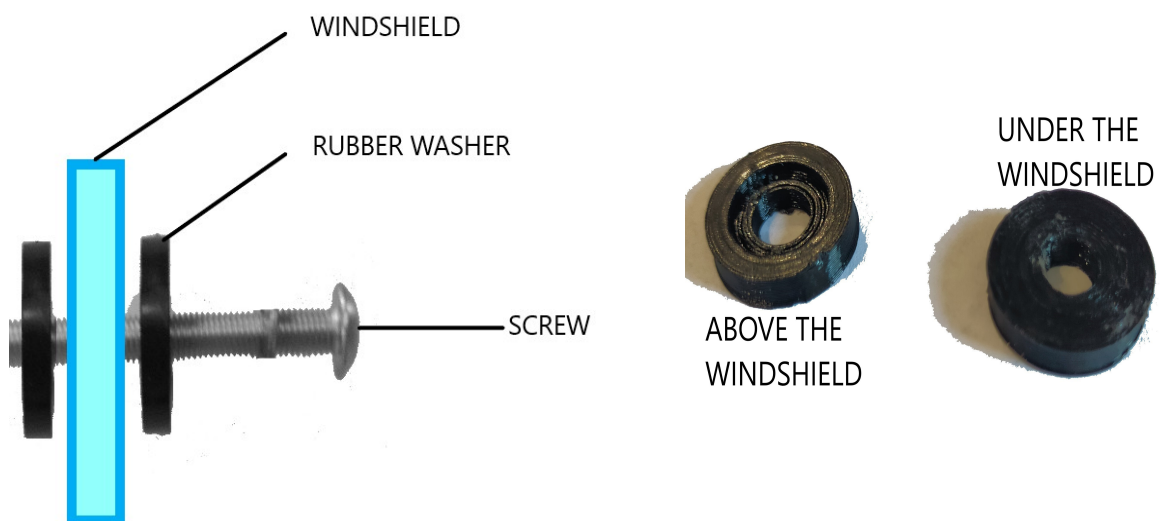 WINDSHIELD
RUBBER WASHER
SCREW
ABOVE THE
WINDSHIELD
UNDER THE
WINDSHIELD